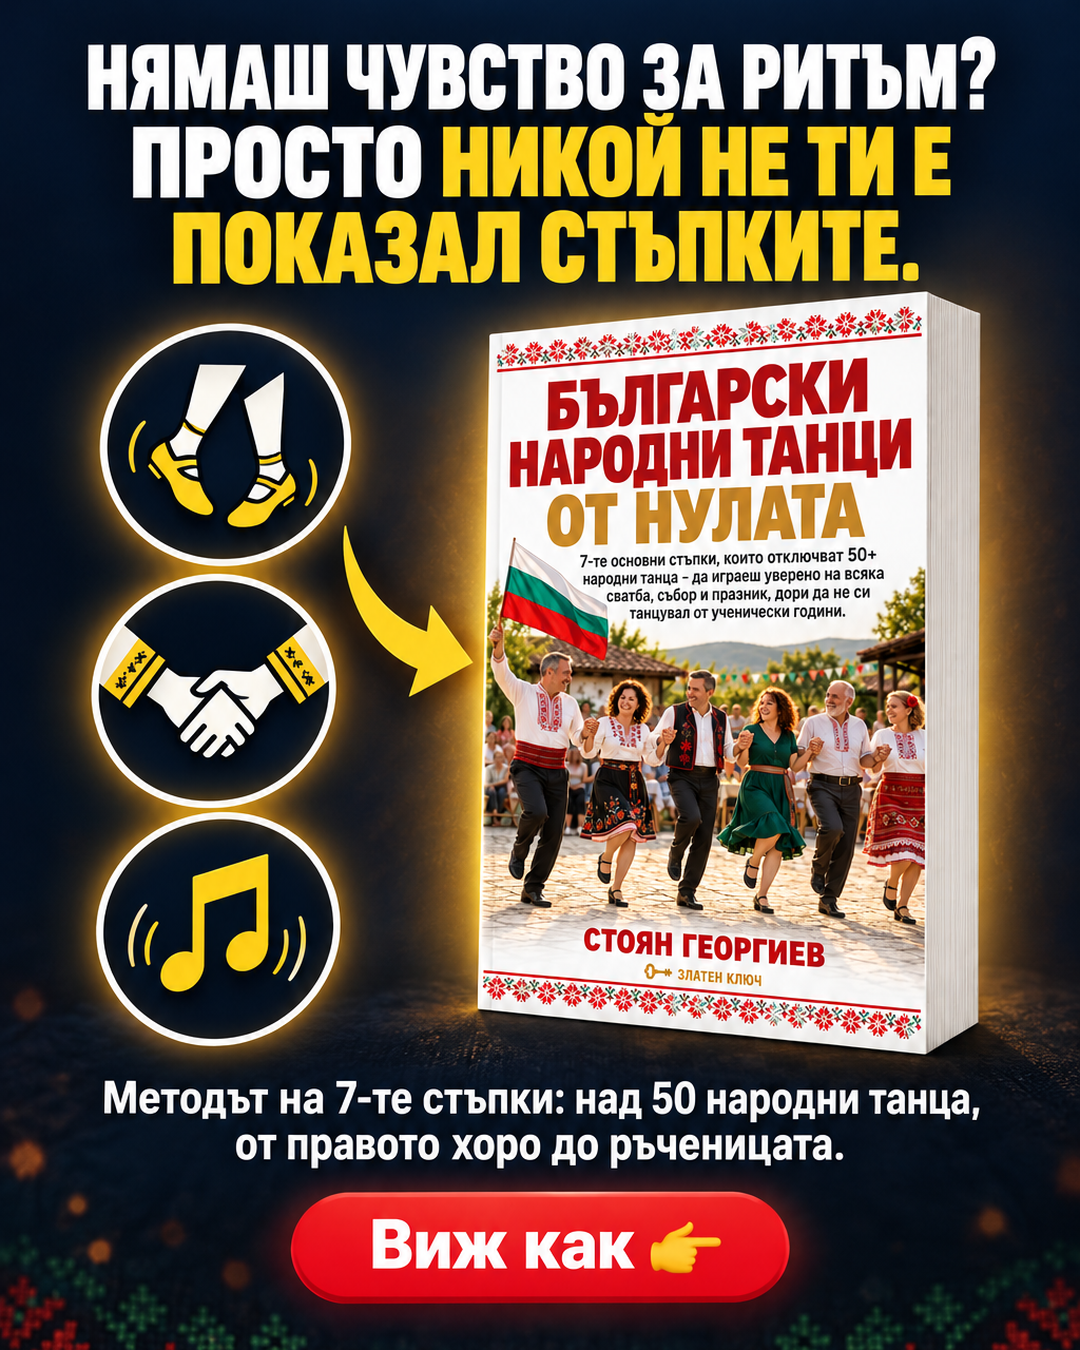 НЯМАШ ЧУВСТВО ЗА РИТЪМ?
ПРОСТО НИКОЙ НЕ ТИ Е
ПОКАЗАЛ СТЪПКИТЕ.
БЪЛГАРСКИ
НАРОДНИ ТАНЦИ
ОТ НУЛАТА
7-те основни стъпки, които отключват 50+
народни танца – да играеш уверено на всяка
сватба, събор и празник, дори да не си
танцувал от ученически години.
СТОЯН ГЕОРГИЕВ
ЗЛАТЕН КЛЮЧ
Методът на 7-те стъпки: над 50 народни танца,
от правото хоро до ръченицата.
Виж как 👉